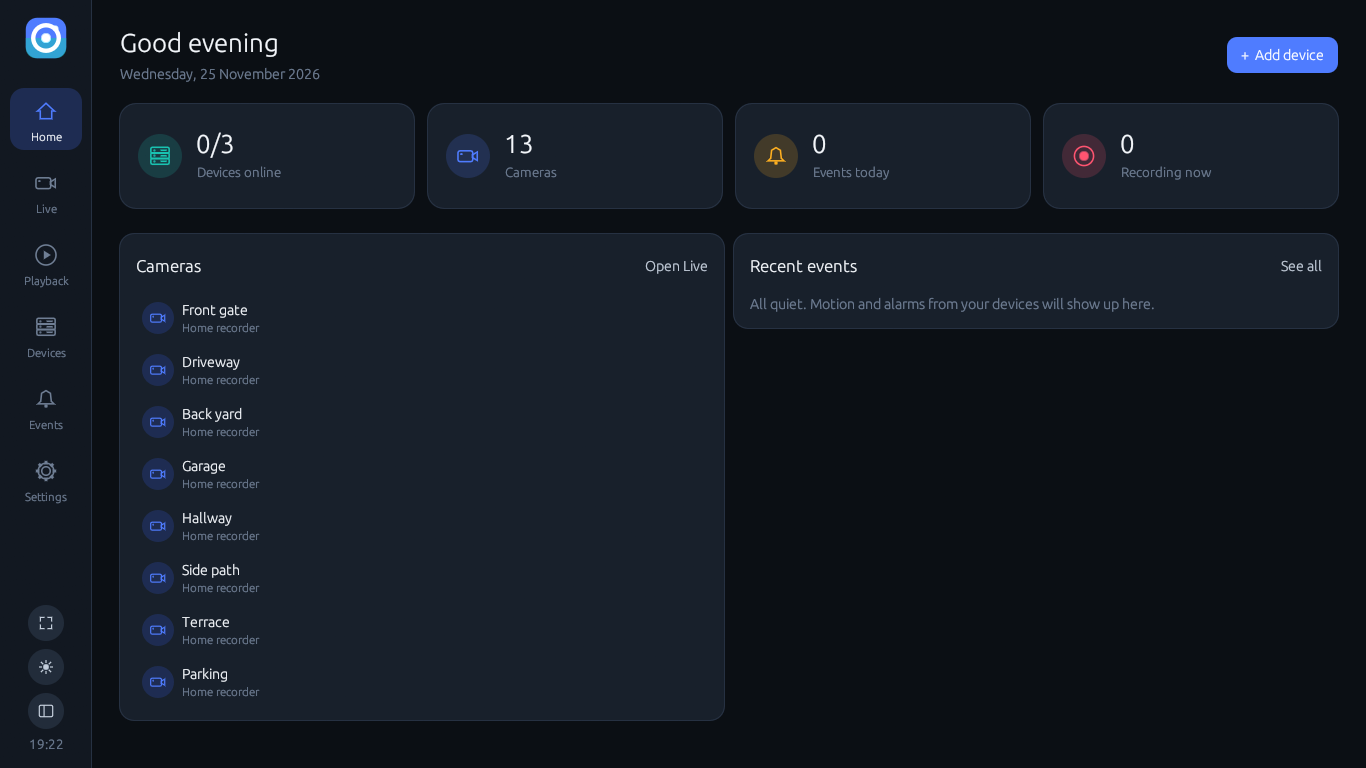 Good evening
Wednesday, 25 November 2026
+ Add device
Home
Live
Playback
Devices
Events
Settings
19:22
0/3
Devices online
13
Cameras
0
Events today
0
Recording now
Cameras
Open Live
Front gate
Home recorder
Driveway
Home recorder
Back yard
Home recorder
Garage
Home recorder
Hallway
Home recorder
Side path
Home recorder
Terrace
Home recorder
Parking
Home recorder
Recent events
See all
All quiet. Motion and alarms from your devices will show up here.